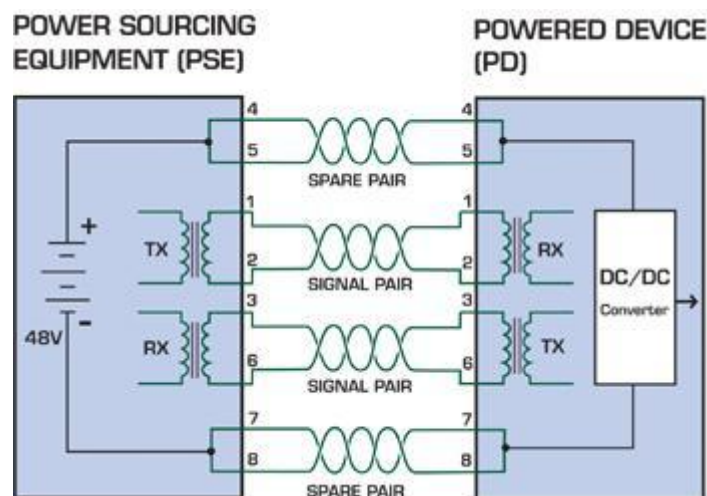 POWER SOURCING
EQUIPMENT (PSE)
POWERED DEVICE
(PD)
4
5
SPARE PAIR
4
5
1
2
TX
SIGNAL PAIR
1
2
RX
+
-
48V
3
6
RX
SIGNAL PAIR
3
6
TX
DC/DC
Converter
7
8
SPARE PAIR
7
8